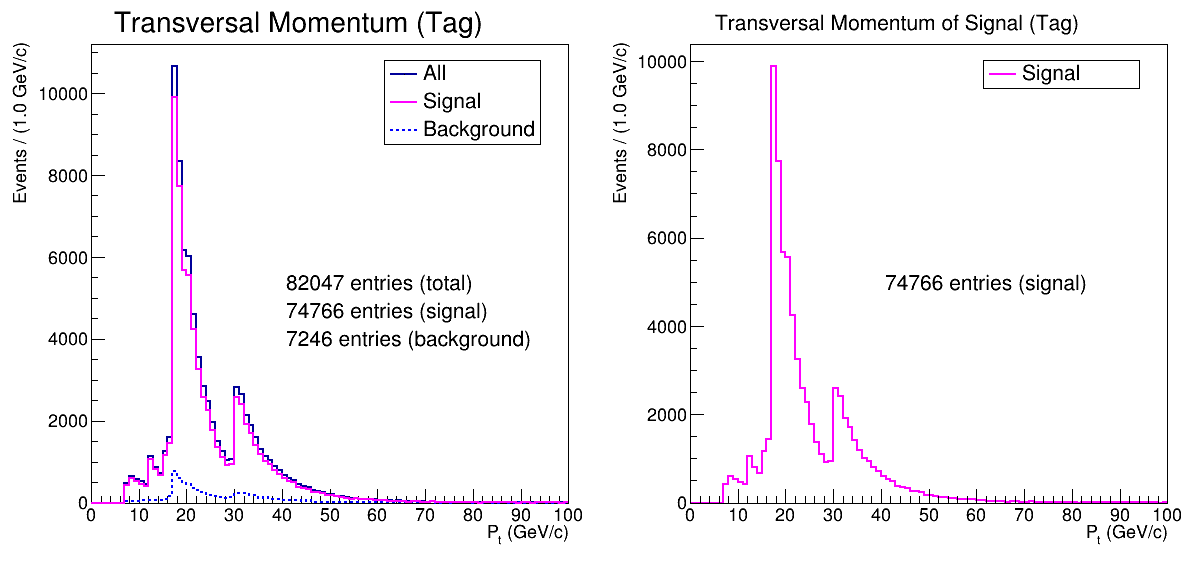 Transversal Momentum (Tag)
Events / (1.0 GeV/c)
10000
8000
6000
4000
2000
0
All
Signal
Background
82047 entries (total)
74766 entries (signal)
7246 entries (background)
0 10 20 30 40 50 60 70 80 90 100
Pt (GeV/c)
Transversal Momentum of Signal (Tag)
Events / (1.0 GeV/c)
10000
8000
6000
4000
2000
0
Signal
74766 entries (signal)
0 10 20 30 40 50 60 70 80 90 100
Pt (GeV/c)